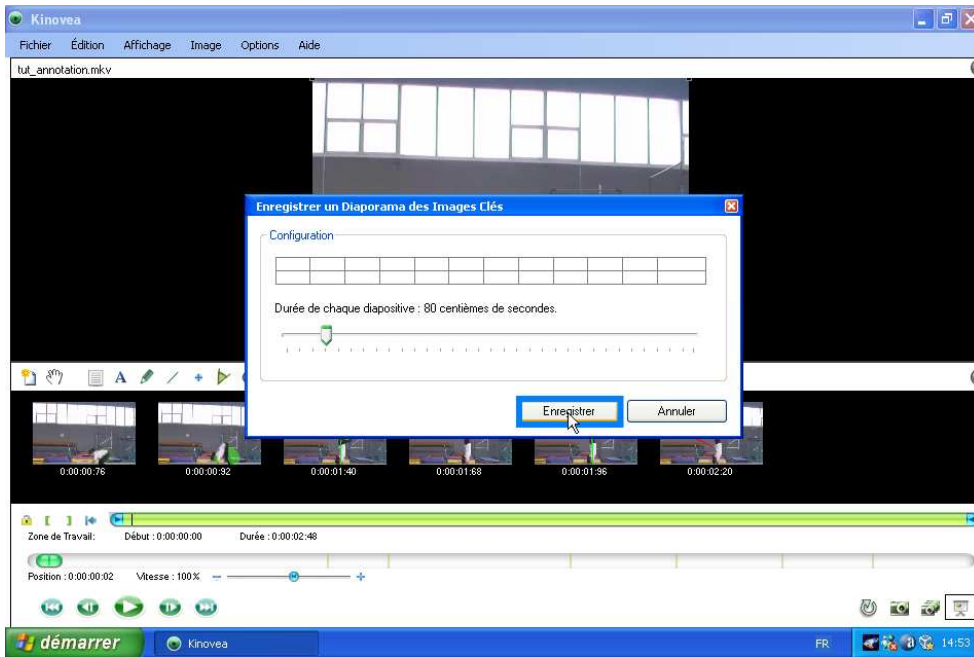 Kinovea
Fichier Édition Affichage Image Options Aide
tut_annotation.mkv
Enregistrer un Diaporama des Images Clés
Configuration
Durée de chaque diapositive : 80 centièmes de secondes.
A
Enregistrer Annuler
0:00:00:76 0:00:00:92 0:00:01:40 0:00:01:68 0:00:01:96 0:00:02:20
Zone de Travail: Début : 0:00:00:00 Durée : 0:00:02:48
Position : 0:00:00:02 Vitesse : 100%
démarrer Kinovea FR 14:53